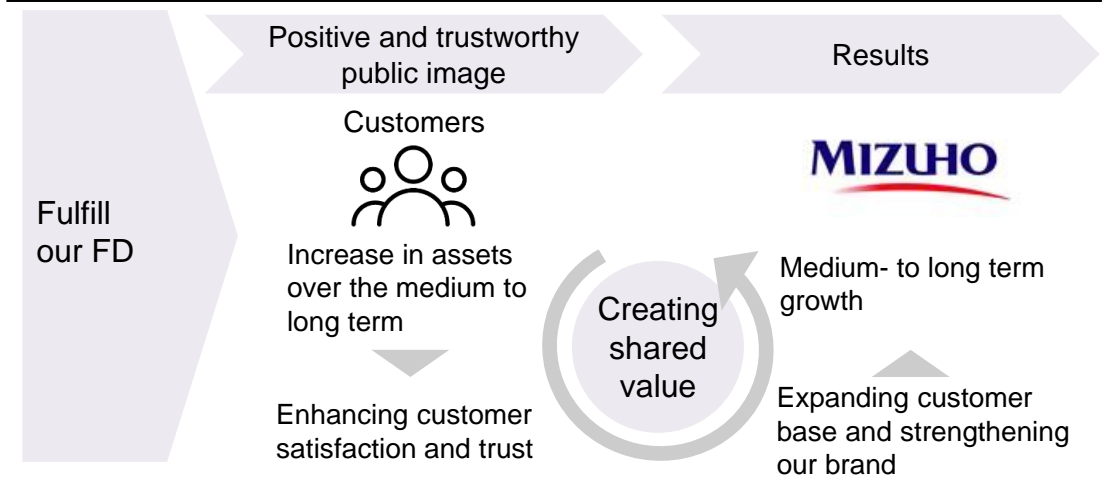 Fulfill
our FD
Positive and trustworthy
public image
Customers
Increase in assets
over the medium to
long term
Enhancing customer
satisfaction and trust
Creating
shared
value
Results
MIZUHO
Medium- to long term
growth
Expanding customer
base and strengthening
our brand